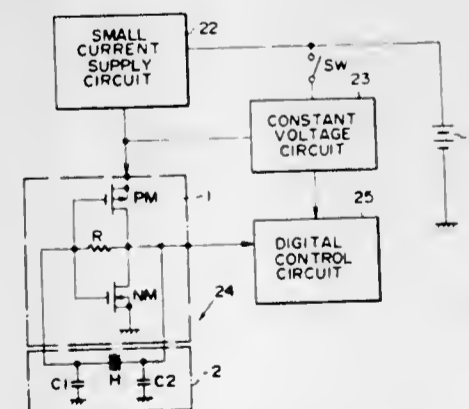 SMALL
CURRENT
SUPPLY
CIRCUIT
22
SW
23
CONSTANT
VOLTAGE
CIRCUIT
25
DIGITAL
CONTROL
CIRCUIT
PM
1
R
NM
24
2
C1
H
C2